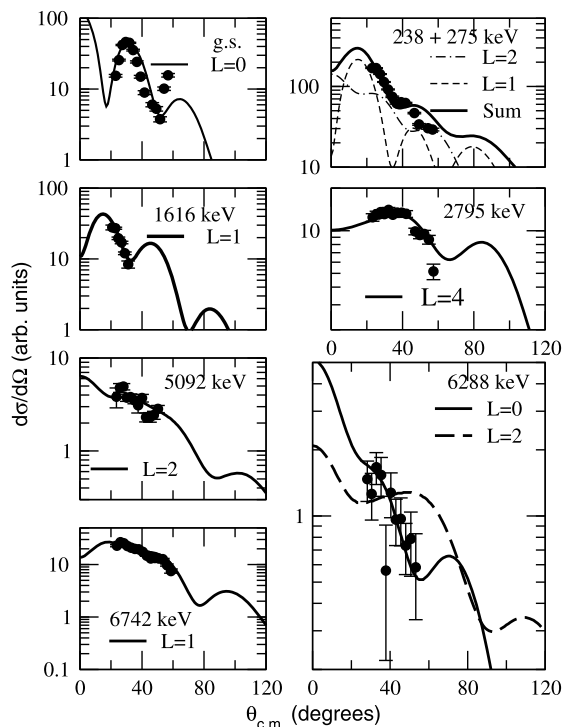 100
10
1
g.s.
L=0
100
10
238 + 275 keV
L=2
L=1
Sum
100
10
1
1616 keV
L=1
10
2795 keV
L=4
0 40 80 120
dσ/dΩ (arb. units)
10
1
5092 keV
L=2
1
6288 keV
L=0
L=2
10
1
0.1
6742 keV
L=1
0 40 80 120
0 40 80 120
θc.m. (degrees)